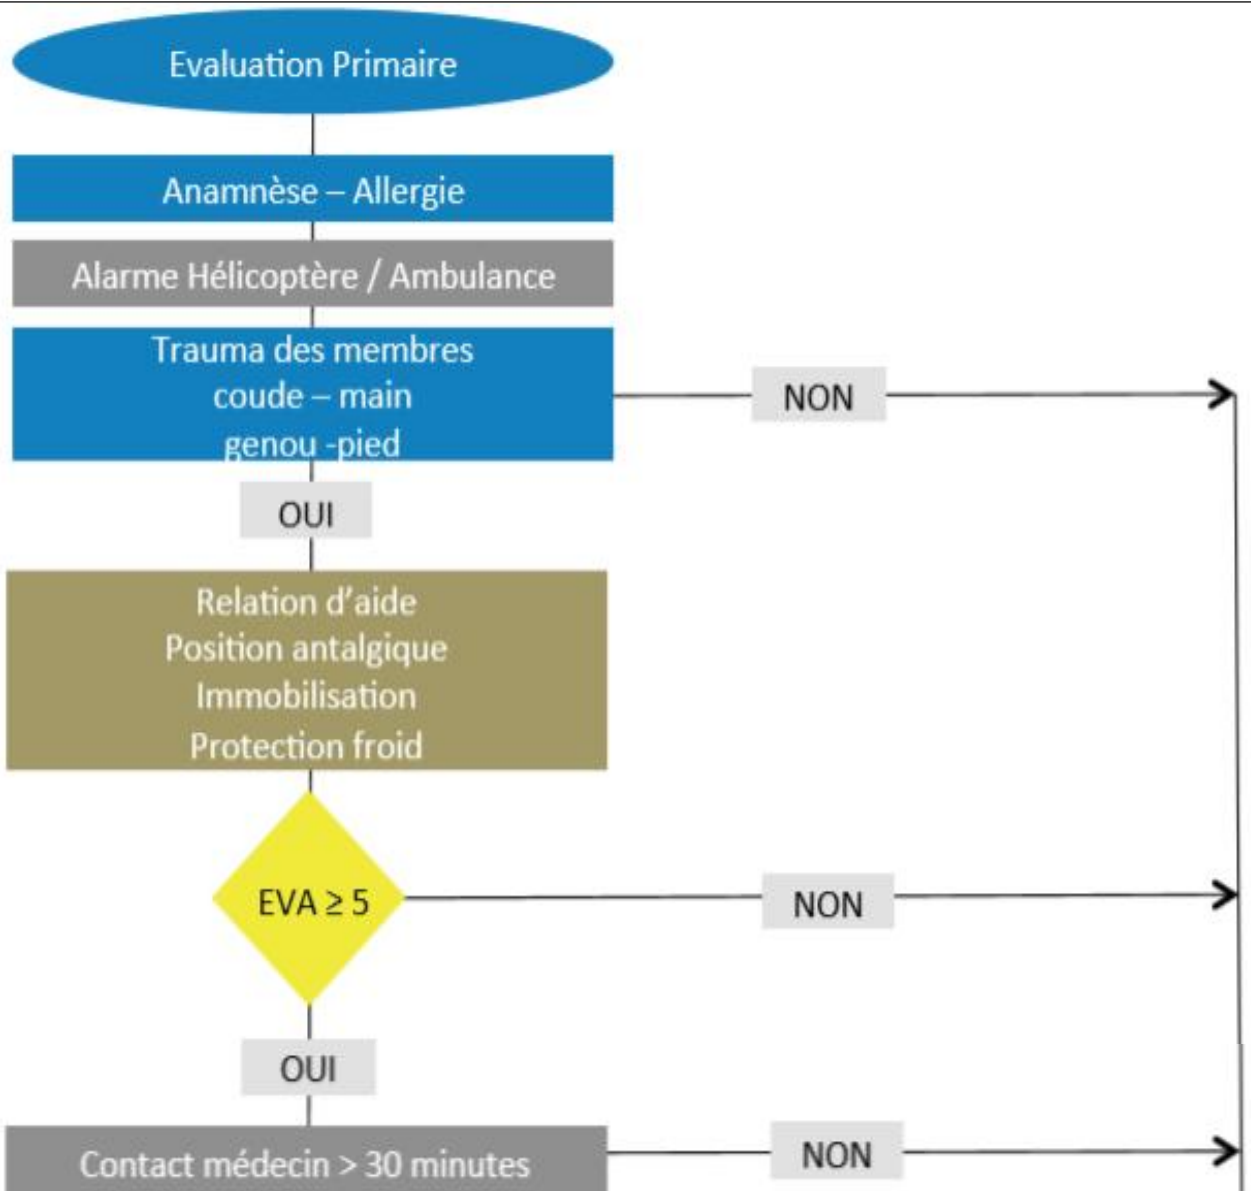 Evaluation Primaire
Anamnèse – Allergie
Alarme Hélicoptère / Ambulance
Trauma des membres
coude – main
genou -pied
NON
OUI
Relation d’aide
Position antalgique
Immobilisation
Protection froid
EVA ≥ 5
NON
OUI
Contact médecin > 30 minutes
NON